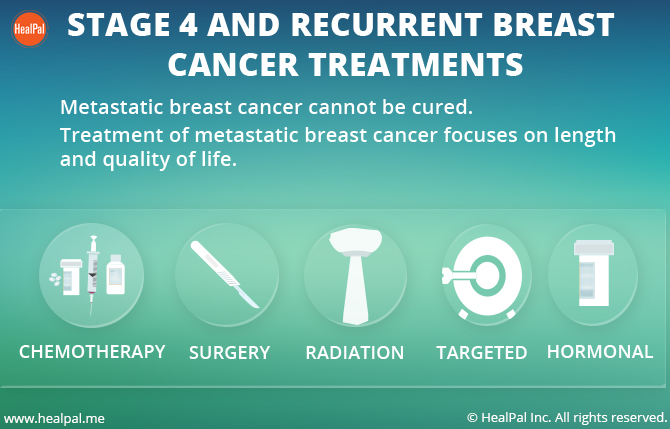 HealPal
STAGE 4 AND RECURRENT BREAST
CANCER TREATMENTS
Metastatic breast cancer cannot be cured.
Treatment of metastatic breast cancer focuses on length
and quality of life.
CHEMOTHERAPY SURGERY RADIATION TARGETED HORMONAL
www.healpal.me © HealPal Inc. All rights reserved.